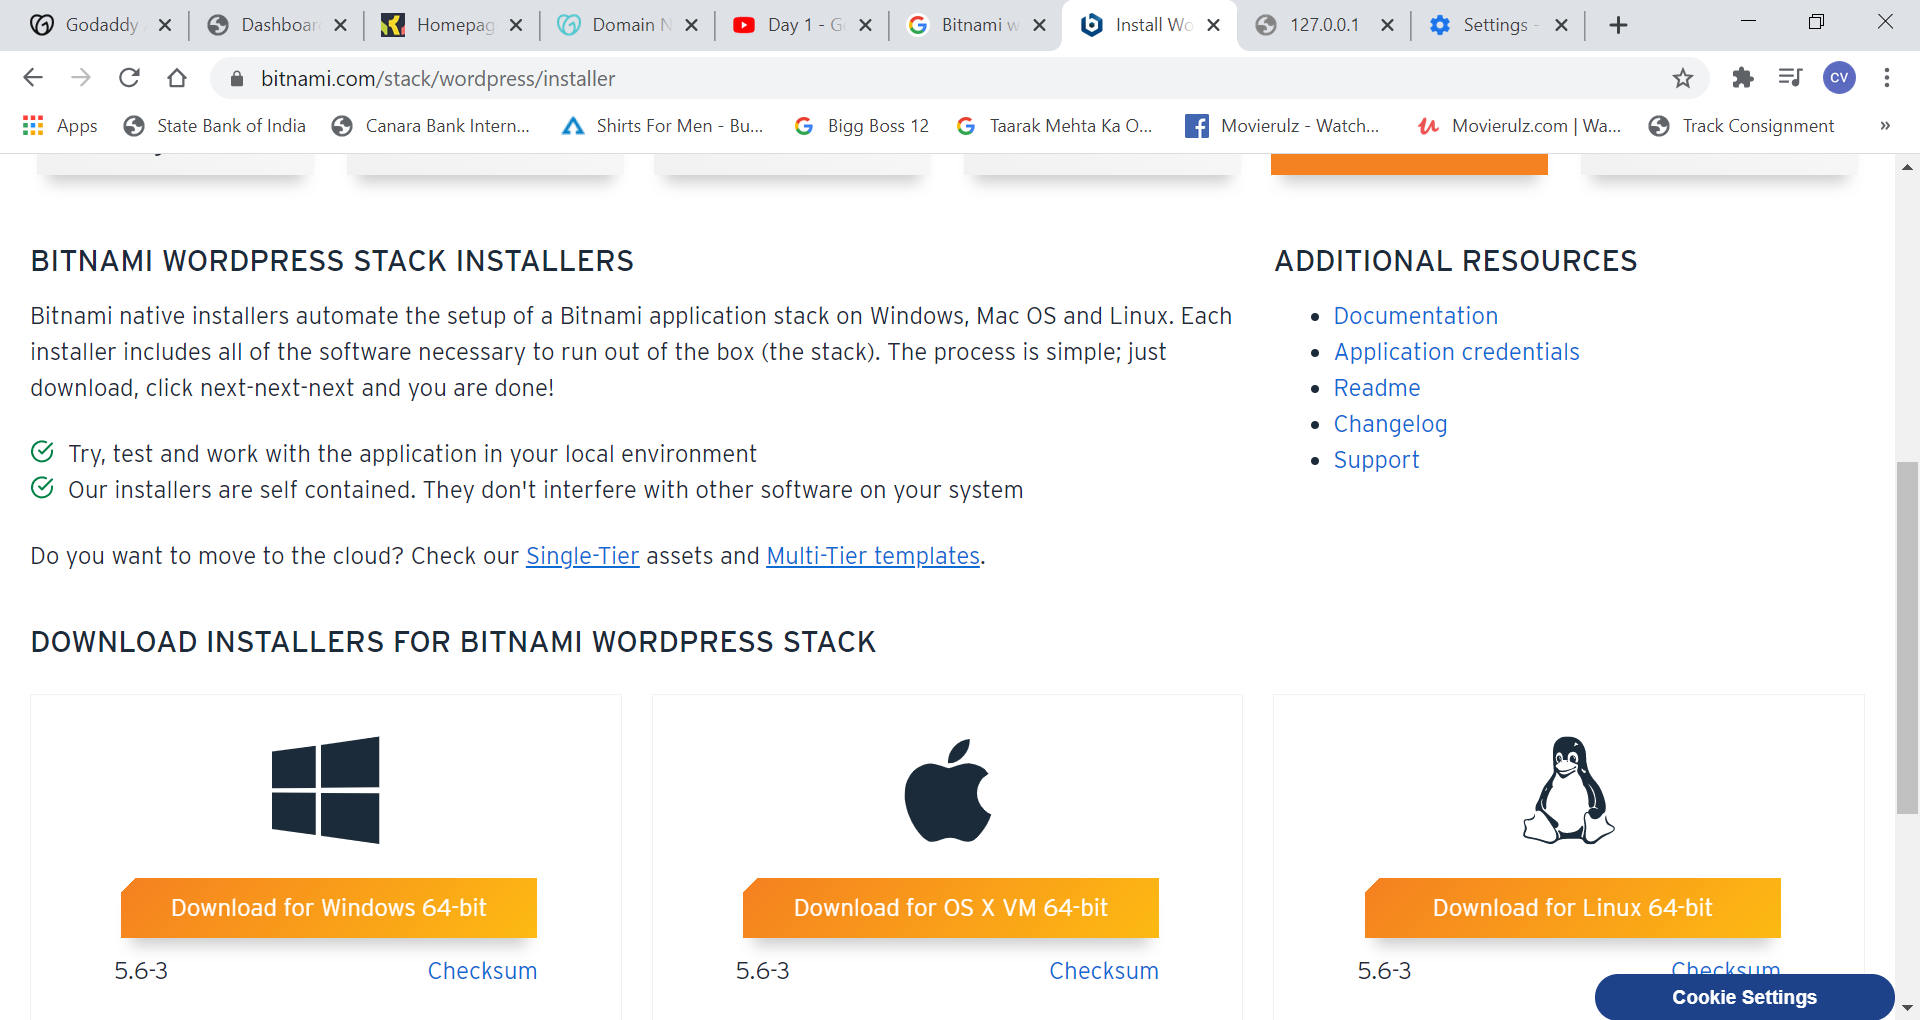 Godaddy
Dashboar
Homepag
Domain N
Day 1 - G
Bitnami w
Install Wo
127.0.0.1
Settings -
bitnami.com/stack/wordpress/installer
CV
Apps
State Bank of India
Canara Bank Intern...
Shirts For Men - Bu...
Bigg Boss 12
Taarak Mehta Ka O...
Movierulz - Watch...
Movierulz.com | Wa...
Track Consignment
»
BITNAMI WORDPRESS STACK INSTALLERS
Bitnami native installers automate the setup of a Bitnami application stack on Windows, Mac OS and Linux. Each
installer includes all of the software necessary to run out of the box (the stack). The process is simple; just
download, click next-next-next and you are done!
Try, test and work with the application in your local environment
Our installers are self contained. They don't interfere with other software on your system
Do you want to move to the cloud? Check our Single-Tier assets and Multi-Tier templates.
ADDITIONAL RESOURCES
Documentation
Application credentials
Readme
Changelog
Support
DOWNLOAD INSTALLERS FOR BITNAMI WORDPRESS STACK
Download for Windows 64-bit
5.6-3 Checksum
Download for OS X VM 64-bit
5.6-3 Checksum
Download for Linux 64-bit
5.6-3 Checksum
Cookie Settings